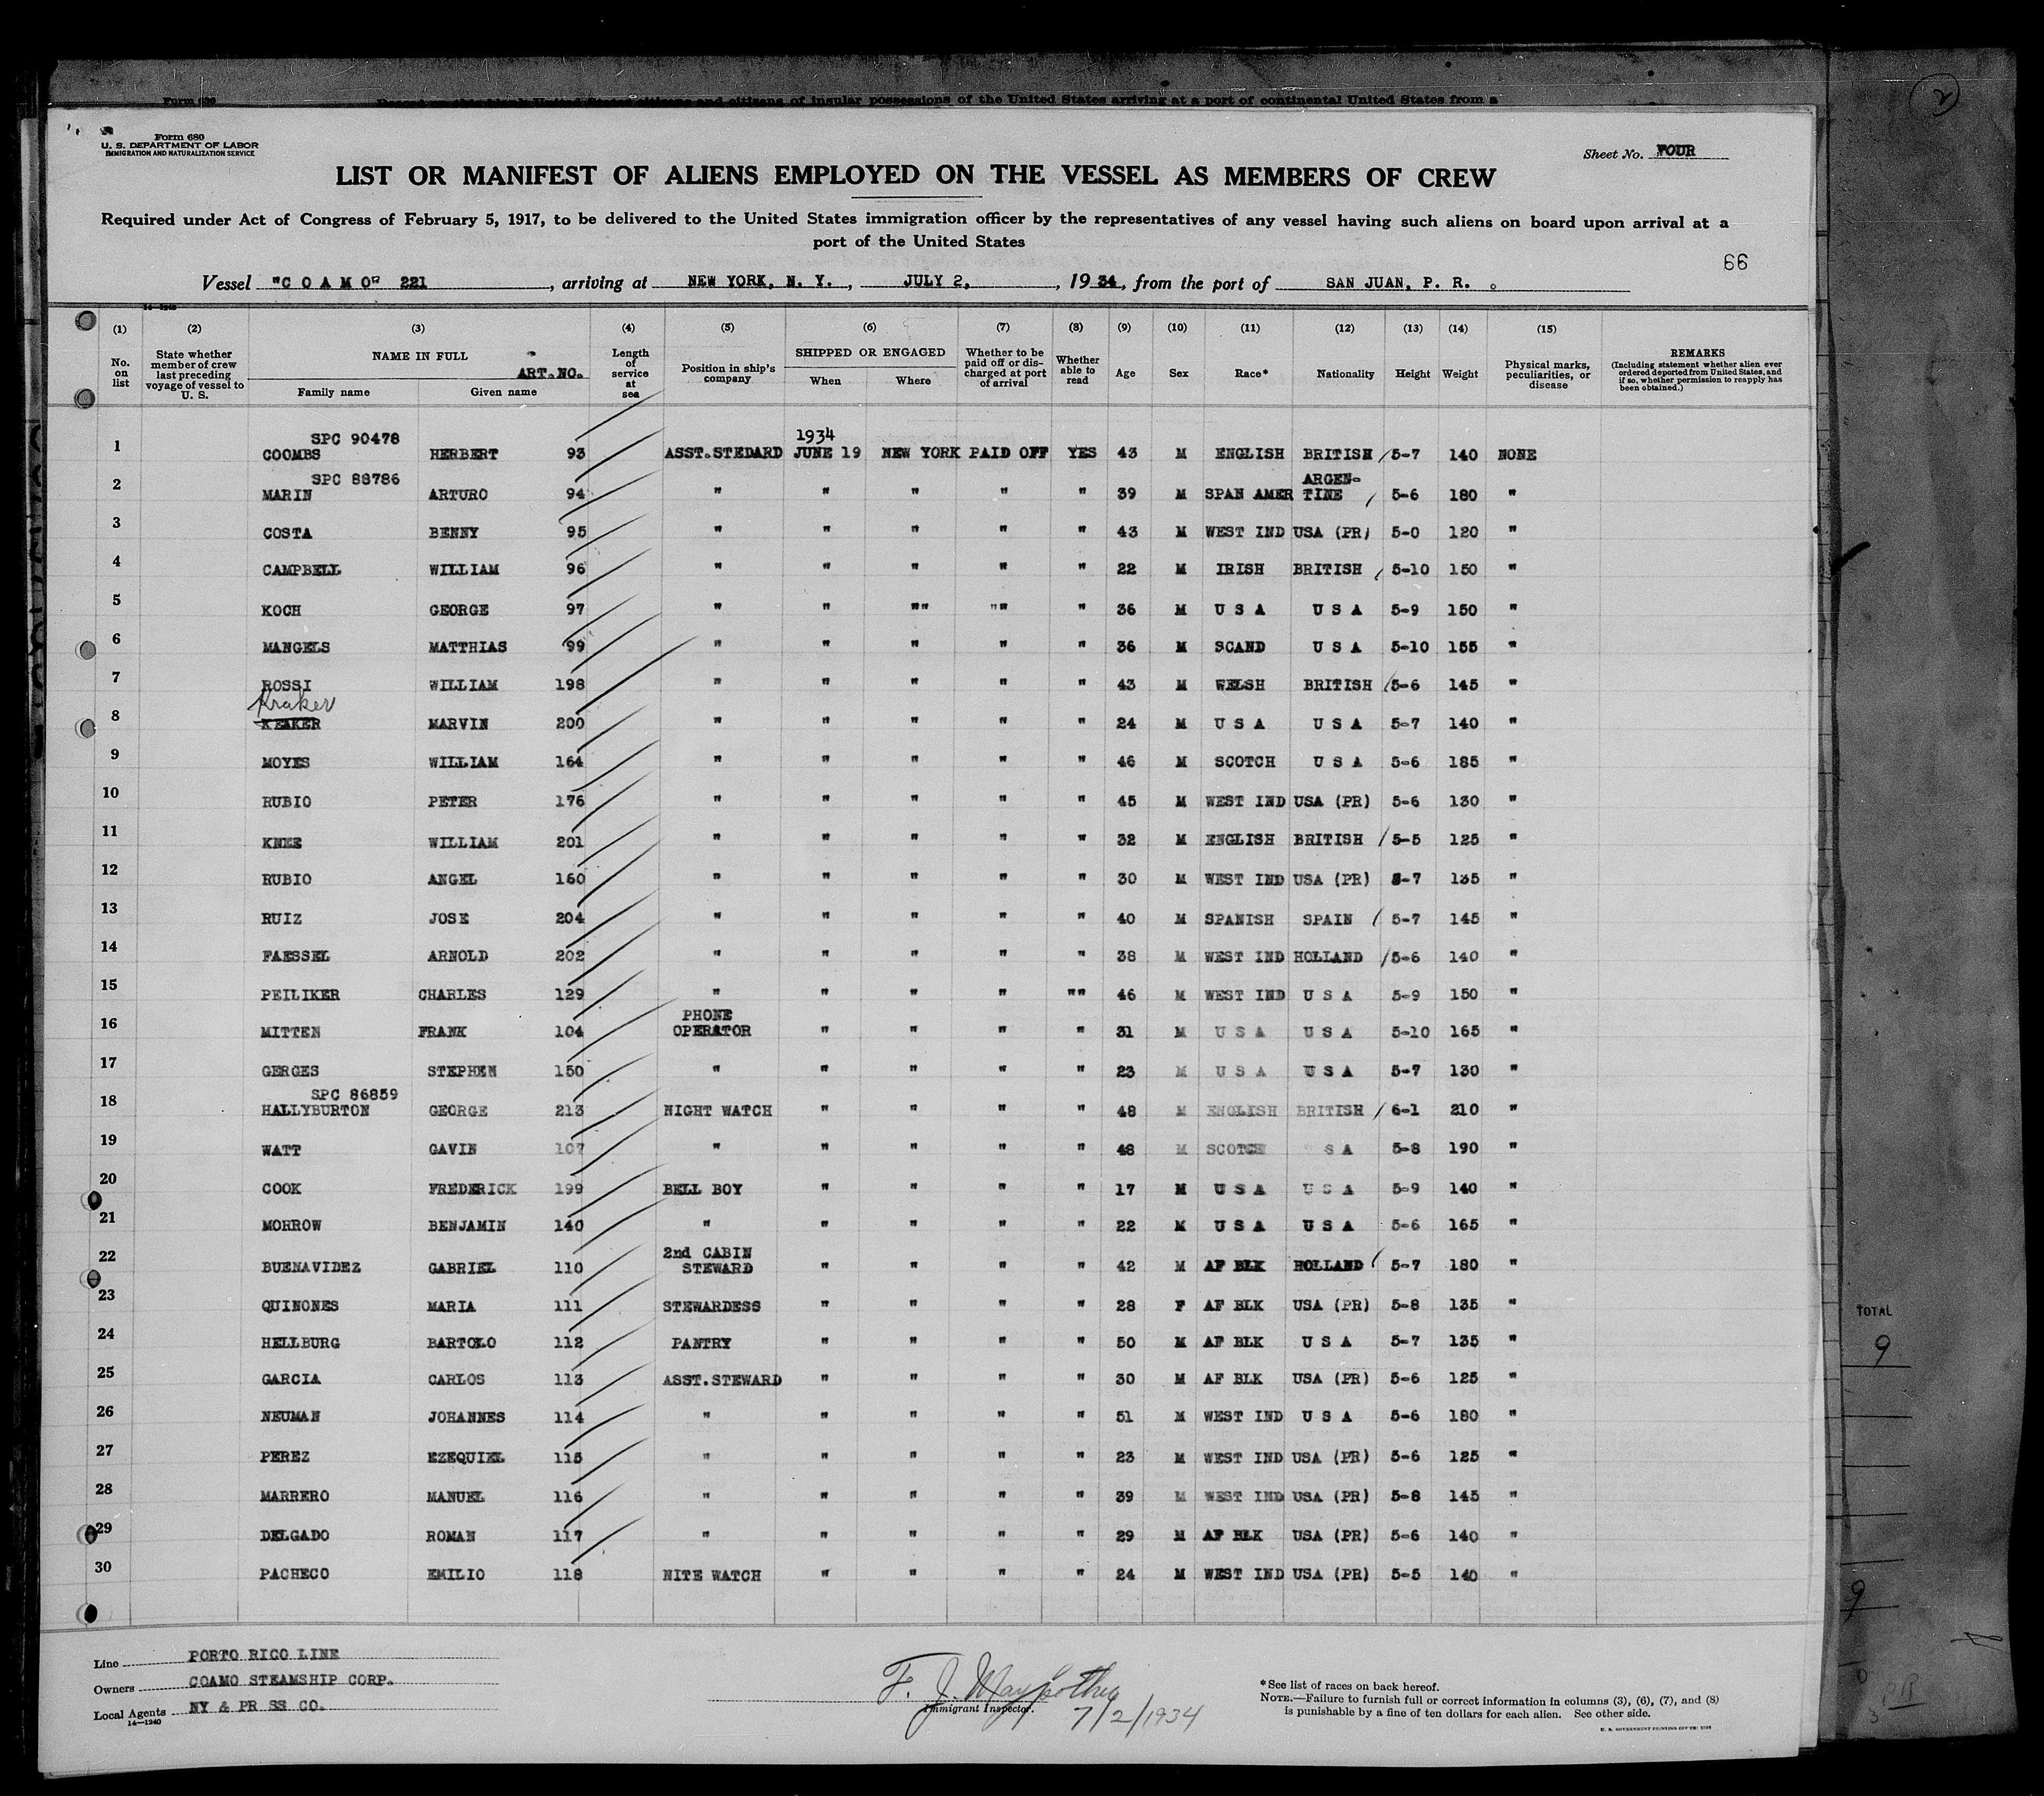 Form 680
U. S. DEPARTMENT OF LABOR
IMMIGRATION AND NATURALIZATION SERVICE
Sheet No. FOUR
LIST OR MANIFEST OF ALIENS EMPLOYED ON THE VESSEL AS MEMBERS OF CREW
Required under Act of Congress of February 5, 1917, to be delivered to the United States immigration officer by the representatives of any vessel having such aliens on board upon arrival at a
port of the United States
66
Vessel "C O A M O" 221, arriving at NEW YORK, N. Y., JULY 2, 1934, from the port of SAN JUAN, P. R.
(1) (2) (3) (4) (5) (6) (7) (8) (9) (10) (11) (12) (13) (14) (15)
No. on list
State whether member of crew last preceding voyage of vessel to U. S.
NAME IN FULL ART.NO.
Family name Given name
Length of service at sea
Position in ship's company
SHIPPED OR ENGAGED
When Where
Whether to be paid off or discharged at port of arrival
Whether able to read
Age Sex Race* Nationality Height Weight
Physical marks, peculiarities, or disease
REMARKS
(Including statement whether alien ever ordered deported from United States, and if so, whether permission to reapply has been obtained.)
SPC 90478 1934
1 COOMBS HERBERT 93 ASST.STEDARD JUNE 19 NEW YORK PAID OFF YES 43 M ENGLISH BRITISH 5-7 140 NONE
SPC 88786 ARGEN-
2 MARIN ARTURO 94 " " " " " 39 M SPAN AMER TINE 5-6 180 "
3 COSTA BENNY 95 " " " " " 43 M WEST IND USA (PR) 5-0 120 "
4 CAMPBELL WILLIAM 96 " " " " " 22 M IRISH BRITISH 5-10 150 "
5 KOCH GEORGE 97 " " "" "" " 36 M U S A U S A 5-9 150 "
6 MANGELS MATTHIAS 99 " " " " " 36 M SCAND U S A 5-10 155 "
7 ROSSI WILLIAM 198 " " " " " 43 M WELSH BRITISH 5-6 145 "
Kraker
8 KEAKER MARVIN 200 " " " " " 24 M U S A U S A 5-7 140 "
9 MOYES WILLIAM 164 " " " " " 46 M SCOTCH U S A 5-6 185 "
10 RUBIO PETER 176 " " " " " 45 M WEST IND USA (PR) 5-6 130 "
11 KNEE WILLIAM 201 " " " " " 32 M ENGLISH BRITISH 5-5 125 "
12 RUBIO ANGEL 160 " " " " " 30 M WEST IND USA (PR) 5-7 135 "
13 RUIZ JOSE 204 " " " " " 40 M SPANISH SPAIN 5-7 145 "
14 FAESSEL ARNOLD 202 " " " " " 38 M WEST IND HOLLAND 5-6 140 "
15 PEILIKER CHARLES 129 " " " " "" 46 M WEST IND U S A 5-9 150 "
PHONE
16 MITTEN FRANK 104 OPERATOR " " " " 31 M U S A U S A 5-10 165 "
17 GERGES STEPHEN 150 " " " " " 23 M U S A U S A 5-7 130 "
SPC 86859
18 HALLYBURTON GEORGE 213 NIGHT WATCH " " " " 48 M ENGLISH BRITISH 6-1 210 "
19 WATT GAVIN 107 " " " " " 48 M SCOTCH S A 5-8 190 "
20 COOK FREDERICK 199 BELL BOY " " " " 17 M U S A U S A 5-9 140 "
21 MORROW BENJAMIN 140 " " " " " 22 M U S A U S A 5-6 165 "
2nd CABIN
22 BUENAVIDEZ GABRIEL 110 STEWARD " " " " 42 M AF BLK HOLLAND 5-7 180 "
23 QUINONES MARIA 111 STEWARDESS " " " " 28 F AF BLK USA (PR) 5-8 135 "
24 HELLBURG BARTOLO 112 PANTRY " " " " 50 M AF BLK U S A 5-7 135 "
25 GARCIA CARLOS 113 ASST.STEWARD " " " " 30 M AF BLK USA (PR) 5-6 125 "
26 NEUMAN JOHANNES 114 " " " " " 51 M WEST IND U S A 5-6 180 "
27 PEREZ EZEQUIEL 115 " " " " " 23 M WEST IND USA (PR) 5-6 125 "
28 MARRERO MANUEL 116 " " " " " 39 M WEST IND USA (PR) 5-8 145 "
29 DELGADO ROMAN 117 " " " " " 29 M AF BLK USA (PR) 5-6 140 "
30 PACHECO EMILIO 118 NITE WATCH " " " " 24 M WEST IND USA (PR) 5-5 140 "
TOTAL
9
9
Line PORTO RICO LINE
Owners COAMO STEAMSHIP CORP.
Local Agents NY & PR SS CO.
14-1240
F. J.
Immigrant Inspector.
7/2/1934
*See list of races on back hereof.
NOTE.—Failure to furnish full or correct information in columns (3), (6), (7), and (8)
is punishable by a fine of ten dollars for each alien. See other side.